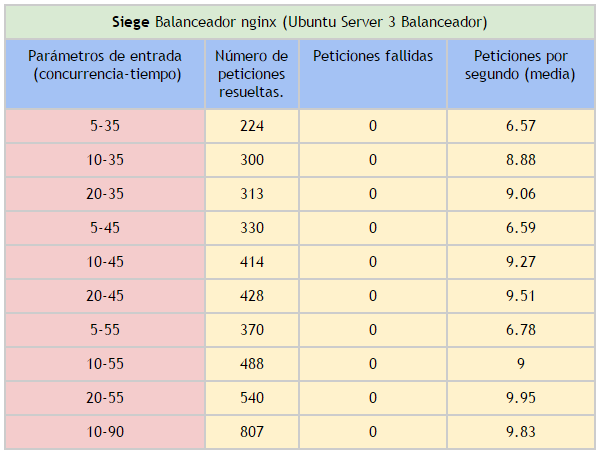 Siege Balanceador nginx (Ubuntu Server 3 Balanceador)
Parámetros de entrada (concurrencia-tiempo) Número de peticiones resueltas. Peticiones fallidas Peticiones por segundo (media)
5-35 224 0 6.57
10-35 300 0 8.88
20-35 313 0 9.06
5-45 330 0 6.59
10-45 414 0 9.27
20-45 428 0 9.51
5-55 370 0 6.78
10-55 488 0 9
20-55 540 0 9.95
10-90 807 0 9.83